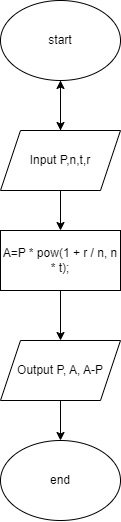 start
Input P,n,t,r
A=P * pow(1 + r / n, n
* t);
Output P, A, A-P
end